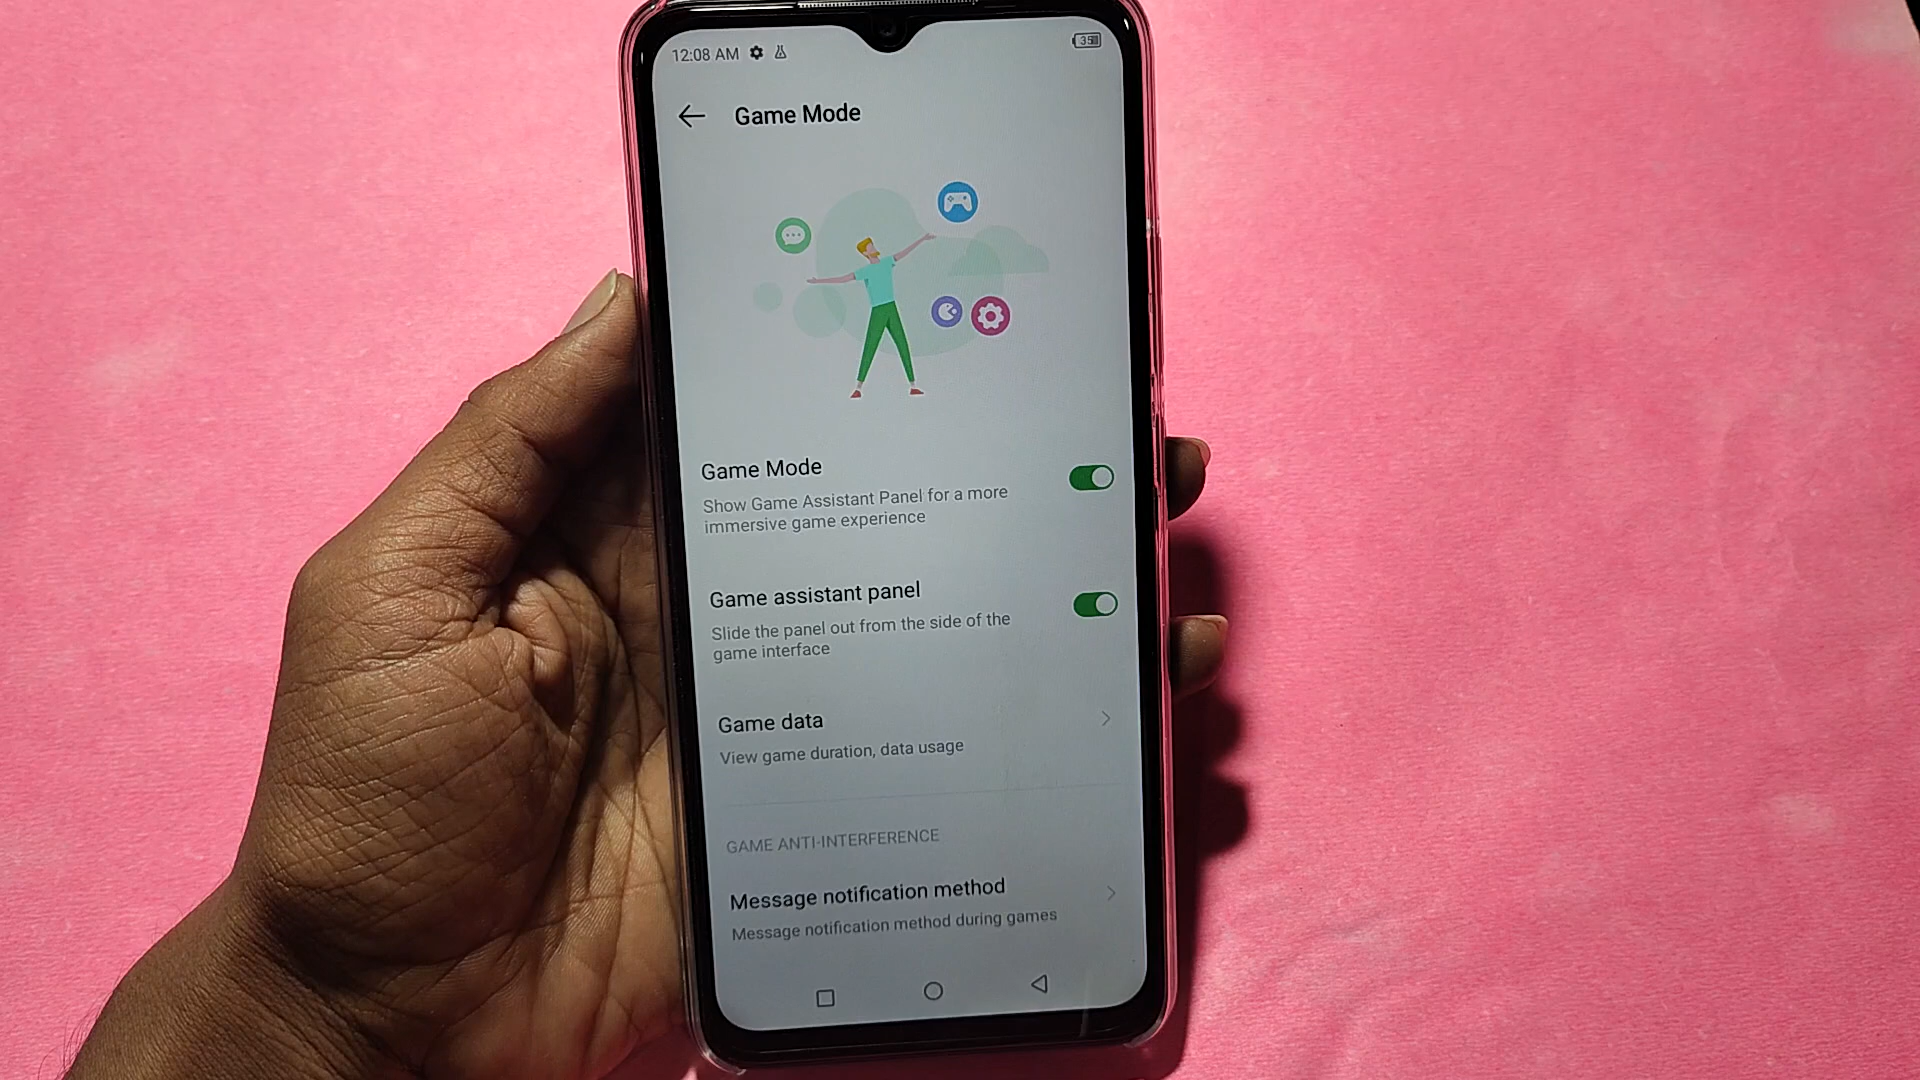 12:08 AM
35
Game Mode
Game Mode
Show Game Assistant Panel for a more
immersive game experience
Game assistant panel
Slide the panel out from the side of the
game interface
Game data
View game duration, data usage
GAME ANTI-INTERFERENCE
Message notification method
Message notification method during games